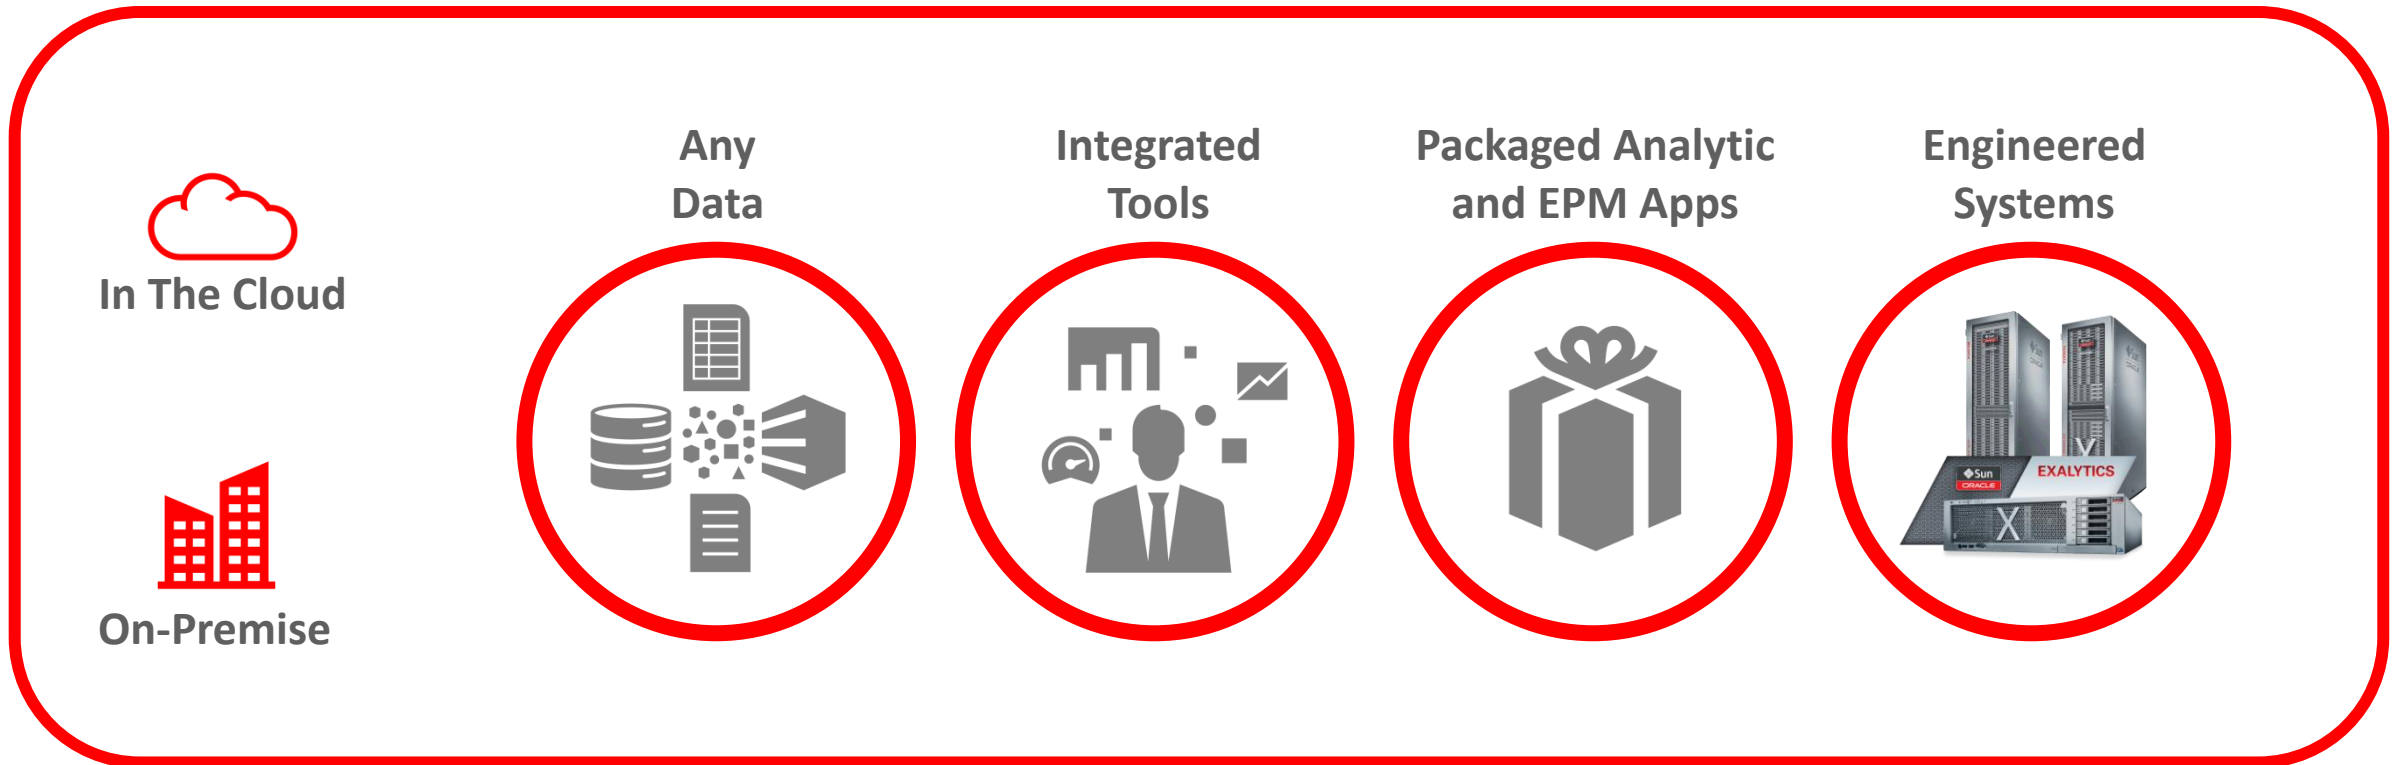 In The Cloud
On-Premise
Any
Data
Integrated
Tools
Packaged Analytic
and EPM Apps
Engineered
Systems
Sun
ORACLE
EXALYTICS
X